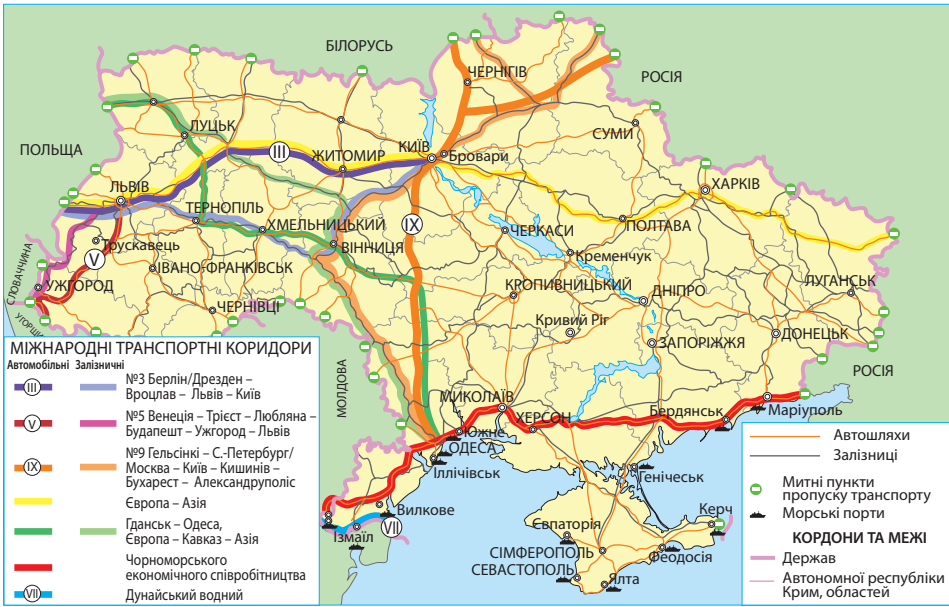 БІЛОРУСЬ
РОСІЯ
ПОЛЬЩА
ЧЕРНІГІВ
СУМИ
ЛУЦЬК
ЖИТОМИР
КИЇВ
Бровари
III
ЛЬВІВ
ХАРКІВ
ТЕРНОПІЛЬ
ХМЕЛЬНИЦЬКИЙ
IX
ПОЛТАВА
ЧЕРКАСИ
Трускавець
V
ВІННИЦЯ
Кременчук
ІВАНО-ФРАНКІВСЬК
СЛОВАЧЧИНА
УЖГОРОД
ЛУГАНСЬК
КРОПИВНИЦЬКИЙ
ДНІПРО
ЧЕРНІВЦІ
УГОРЩ
Кривий Ріг
ДОНЕЦЬК
ЗАПОРІЖЖЯ
МОЛДОВА
РОСІЯ
МИКОЛАЇВ
ХЕРСОН
Бердянськ
Маріуполь
Южне
ОДЕСА
Іллічівськ
Генічеськ
Вилкове
VII
Ізмаїл
Керч
Євпаторія
СІМФЕРОПОЛЬ
Феодосія
СЕВАСТОПОЛЬ
Ялта
МІЖНАРОДНІ ТРАНСПОРТНІ КОРИДОРИ
Автомобільні Залізничні
III №3 Берлін/Дрезден –
Вроцлав – Львів – Київ
V №5 Венеція – Трієст – Любляна –
Будапешт – Ужгород – Львів
IX №9 Гельсінкі – С.-Петербург/
Москва – Київ – Кишинів –
Бухарест – Александруполіс
Європа – Азія
Гданськ – Одеса,
Європа – Кавказ – Азія
Чорноморського
економічного співробітництва
VII Дунайський водний
Автошляхи
Залізниці
Митні пункти
пропуску транспорту
Морські порти
КОРДОНИ ТА МЕЖІ
Держав
Автономної республіки
Крим, областей